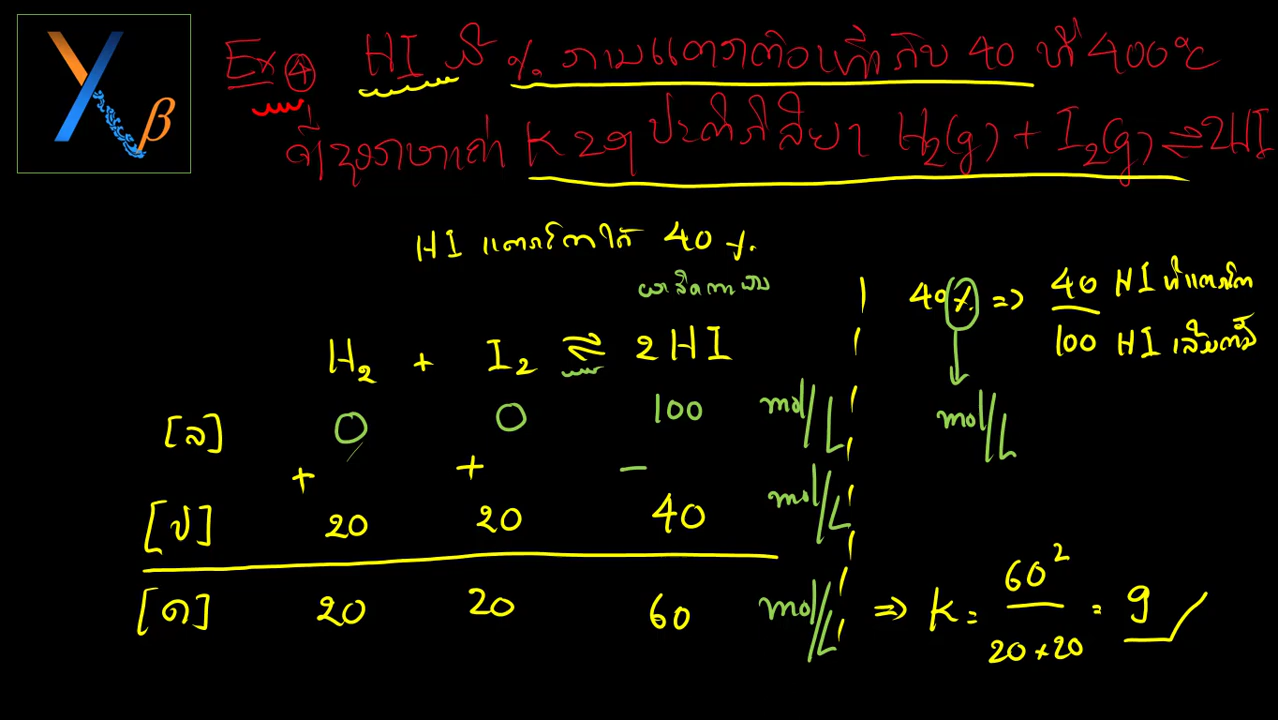 Xβ
Ex ④ HI มี % การแตกตัวเท่ากับ 40 ที่ 400 °C
จงหาค่า K ของปฏิกิริยา H₂(g) + I₂(g) ⇌ 2HI
HI แตกตัวได้ 40 %
40 % ⇒ 40 HI ที่แตกตัว
100 HI เริ่มต้น
H₂ + I₂ ⇌ 2HI
[ล] 0 0 100 mol/L
mol/L
+ + −
[ป] 20 20 40 mol/L
[ด] 20 20 60 mol/L
⇒ K = 60² / 20 × 20 = 9